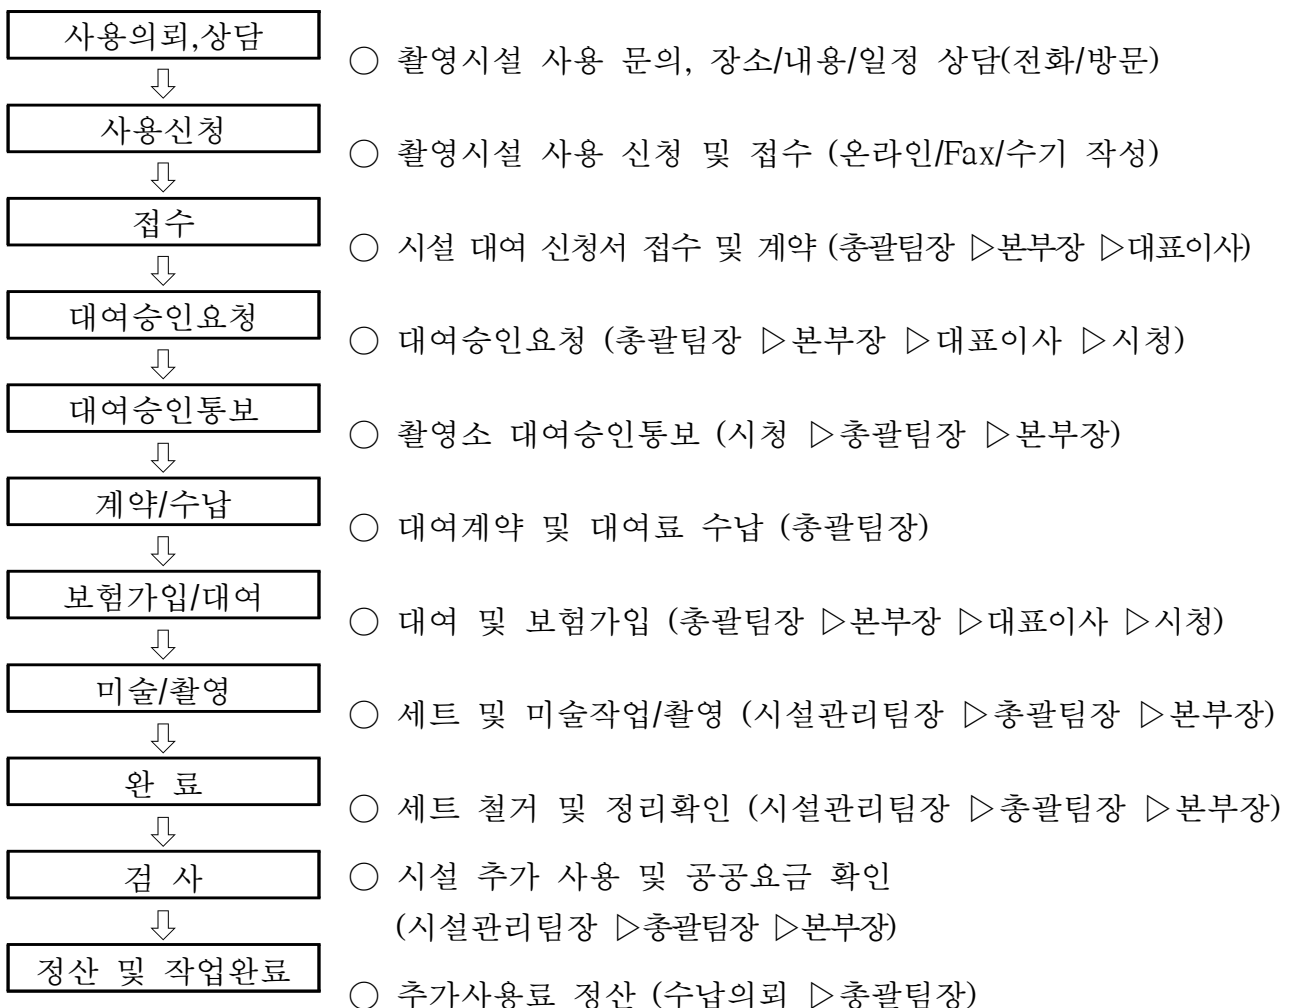 사용의뢰,상담
○ 촬영시설 사용 문의, 장소/내용/일정 상담(전화/방문)
사용신청
○ 촬영시설 사용 신청 및 접수 (온라인/Fax/수기 작성)
접수
○ 시설 대여 신청서 접수 및 계약 (총괄팀장 ▷본부장 ▷대표이사)
대여승인요청
○ 대여승인요청 (총괄팀장 ▷본부장 ▷대표이사 ▷시청)
대여승인통보
○ 촬영소 대여승인통보 (시청 ▷총괄팀장 ▷본부장)
계약/수납
○ 대여계약 및 대여료 수납 (총괄팀장)
보험가입/대여
○ 대여 및 보험가입 (총괄팀장 ▷본부장 ▷대표이사 ▷시청)
미술/촬영
○ 세트 및 미술작업/촬영 (시설관리팀장 ▷총괄팀장 ▷본부장)
완 료
○ 세트 철거 및 정리확인 (시설관리팀장 ▷총괄팀장 ▷본부장)
검 사
○ 시설 추가 사용 및 공공요금 확인
(시설관리팀장 ▷총괄팀장 ▷본부장)
정산 및 작업완료
○ 추가사용료 정산 (수납의뢰 ▷총괄팀장)